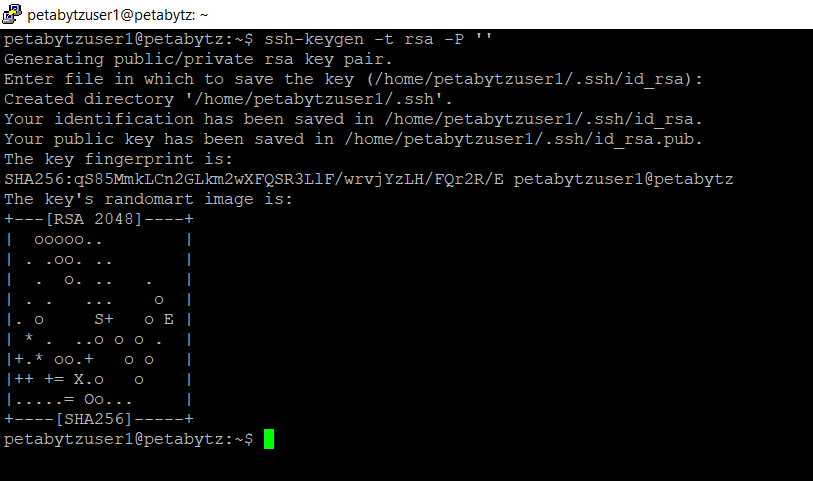 petabytzuser1@petabytz: ~
petabytzuser1@petabytz:~$ ssh-keygen -t rsa -P ''
Generating public/private rsa key pair.
Enter file in which to save the key (/home/petabytzuser1/.ssh/id_rsa):
Created directory '/home/petabytzuser1/.ssh'.
Your identification has been saved in /home/petabytzuser1/.ssh/id_rsa.
Your public key has been saved in /home/petabytzuser1/.ssh/id_rsa.pub.
The key fingerprint is:
SHA256:qS85MmkLCn2GLkm2wXFQSR3LlF/wrvjYzLH/FQr2R/E petabytzuser1@petabytz
The key's randomart image is:
+---[RSA 2048]----+
|  ooooo..        |
| . .oo. ..       |
|  .  o. ..   .   |
| . .   ...    o  |
|. o     S+   o E |
| * .  ..o o o .  |
|+.* oo.+   o o   |
|++ += X.o   o    |
|.....= Oo...     |
+----[SHA256]-----+
petabytzuser1@petabytz:~$